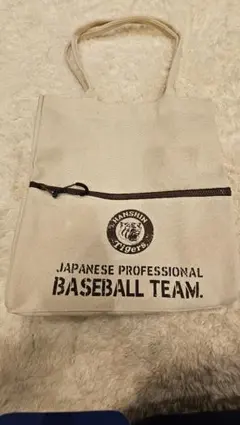 HANSHIN
Tigers
JAPANESE PROFESSIONAL
BASEBALL TEAM.